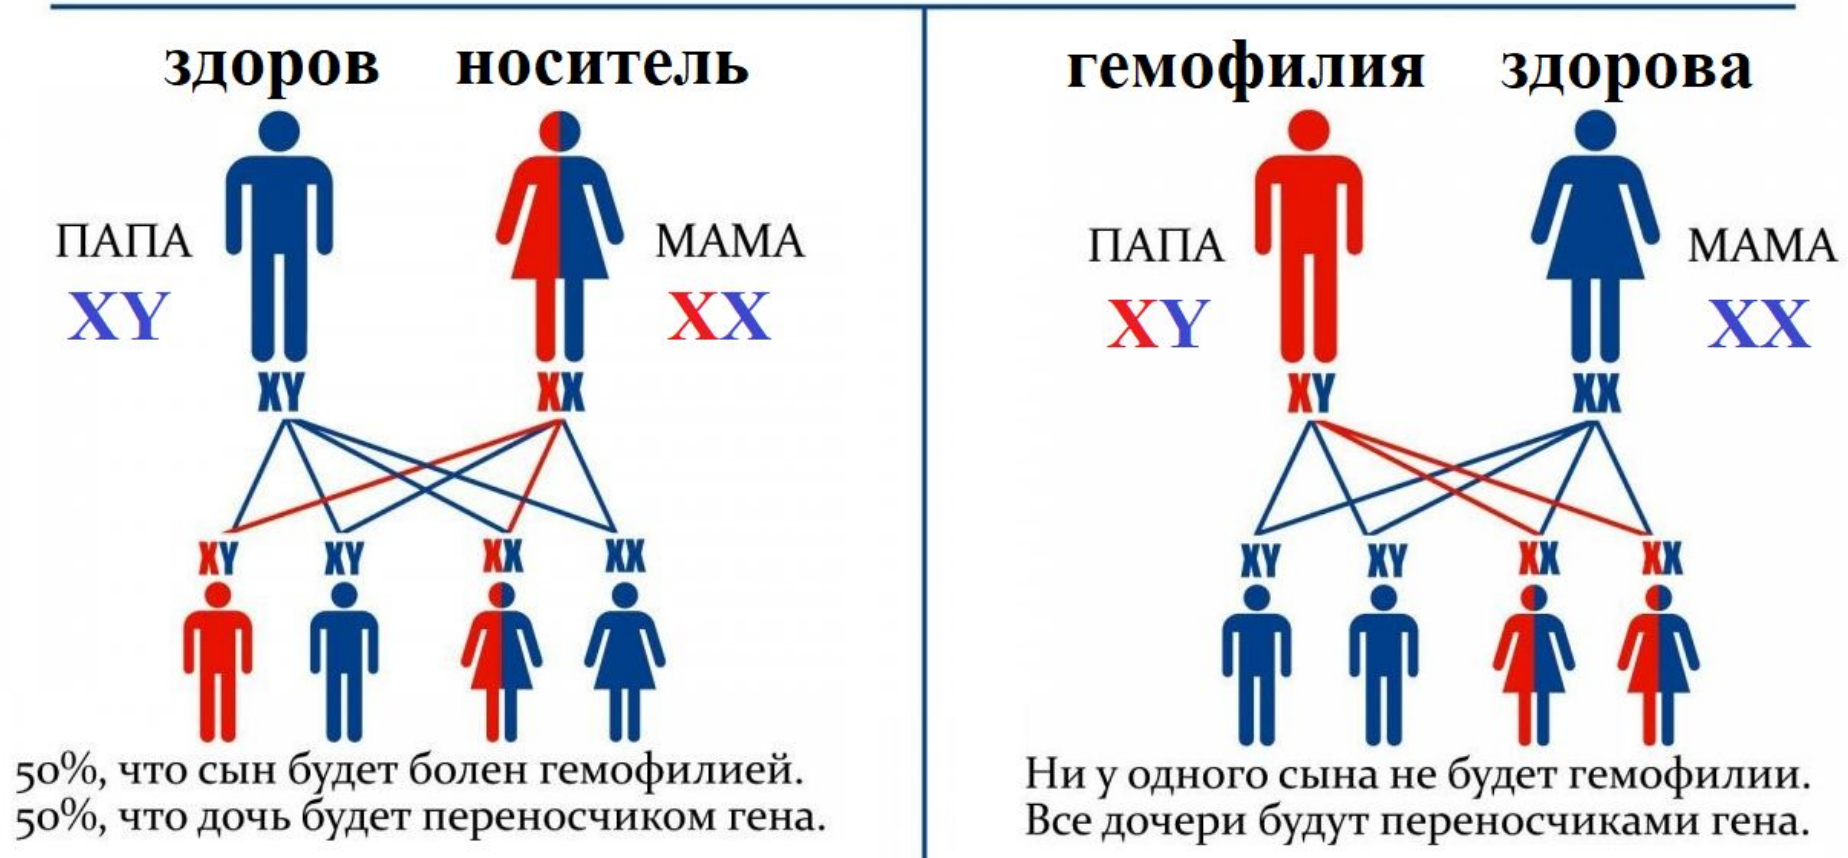 здоров носитель
ПАПА
XY
МАМА
XX
XY XX
XY XY XX XX
50%, что сын будет болен гемофилией.
50%, что дочь будет переносчиком гена.
гемофилия здорова
ПАПА
XY
МАМА
XX
XY XX
XY XY XX XX
Ни у одного сына не будет гемофилии.
Все дочери будут переносчиками гена.